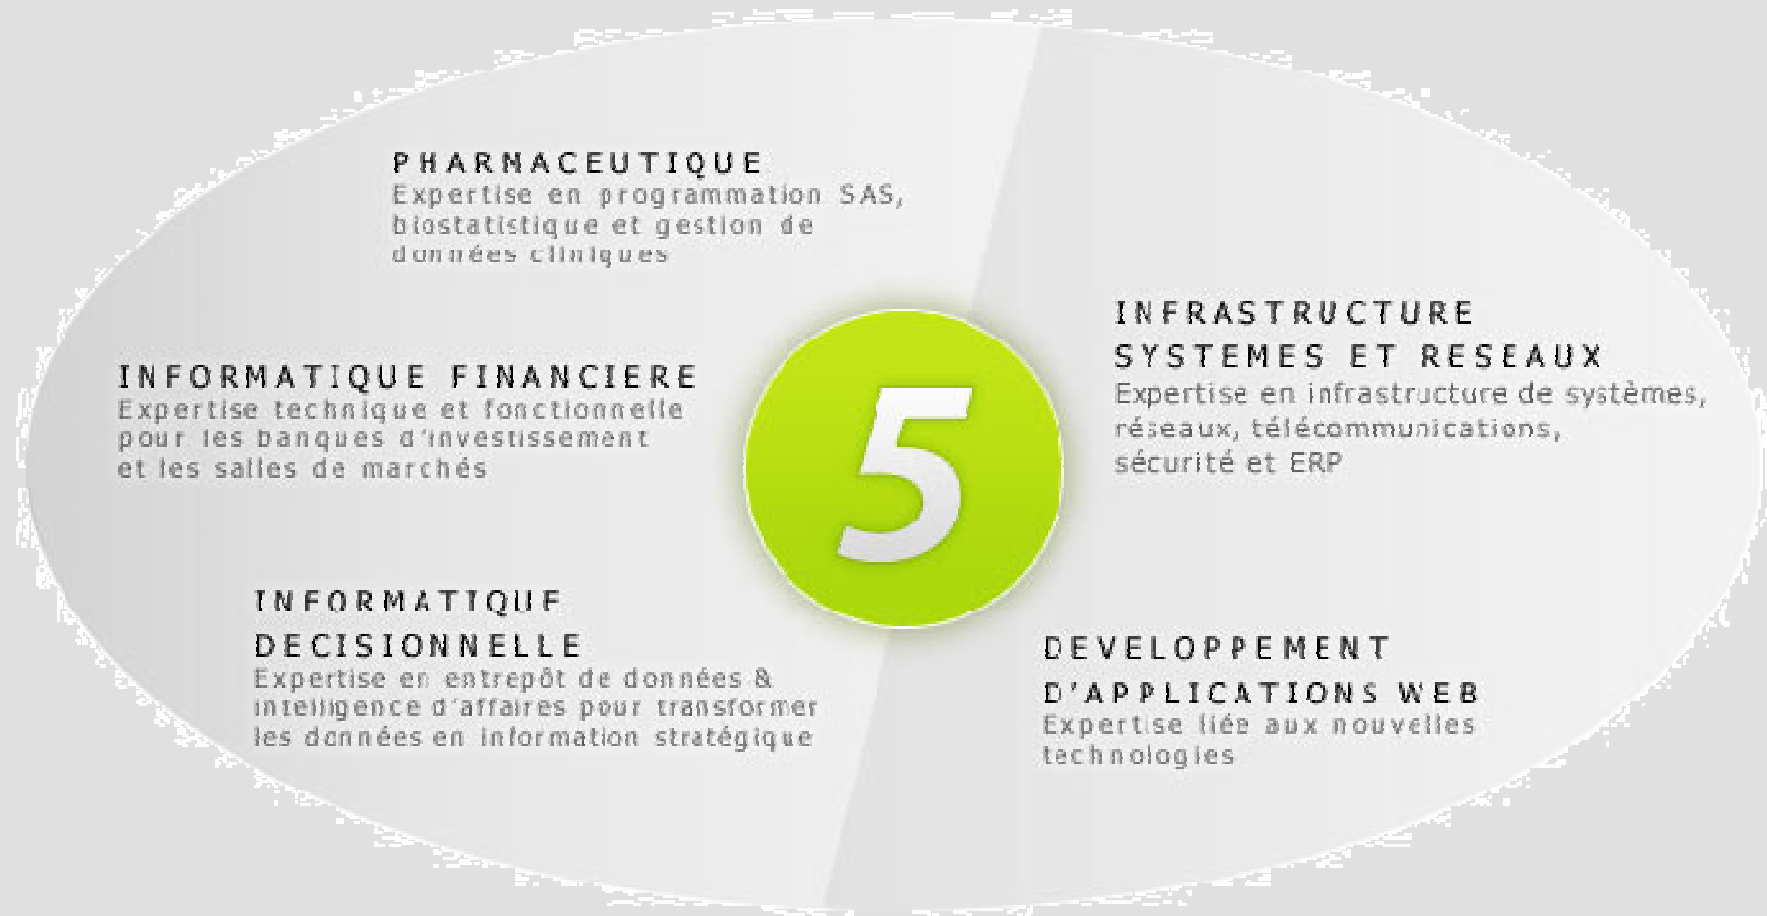 PHARMACEUTIQUE
Expertise en programmation SAS,
biostatistique et gestion de
données cliniques
INFORMATIQUE FINANCIERE
Expertise technique et fonctionnelle
pour les banques d'investissement
et les salles de marchés
INFORMATIQUE
DECISIONNELLE
Expertise en entrepôt de données &
intelligence d'affaires pour transformer
les données en information stratégique
5
INFRASTRUCTURE
SYSTEMES ET RESEAUX
Expertise en infrastructure de systèmes,
réseaux, télécommunications,
sécurité et ERP
DEVELOPPEMENT
D'APPLICATIONS WEB
Expertise liée aux nouvelles
technologies